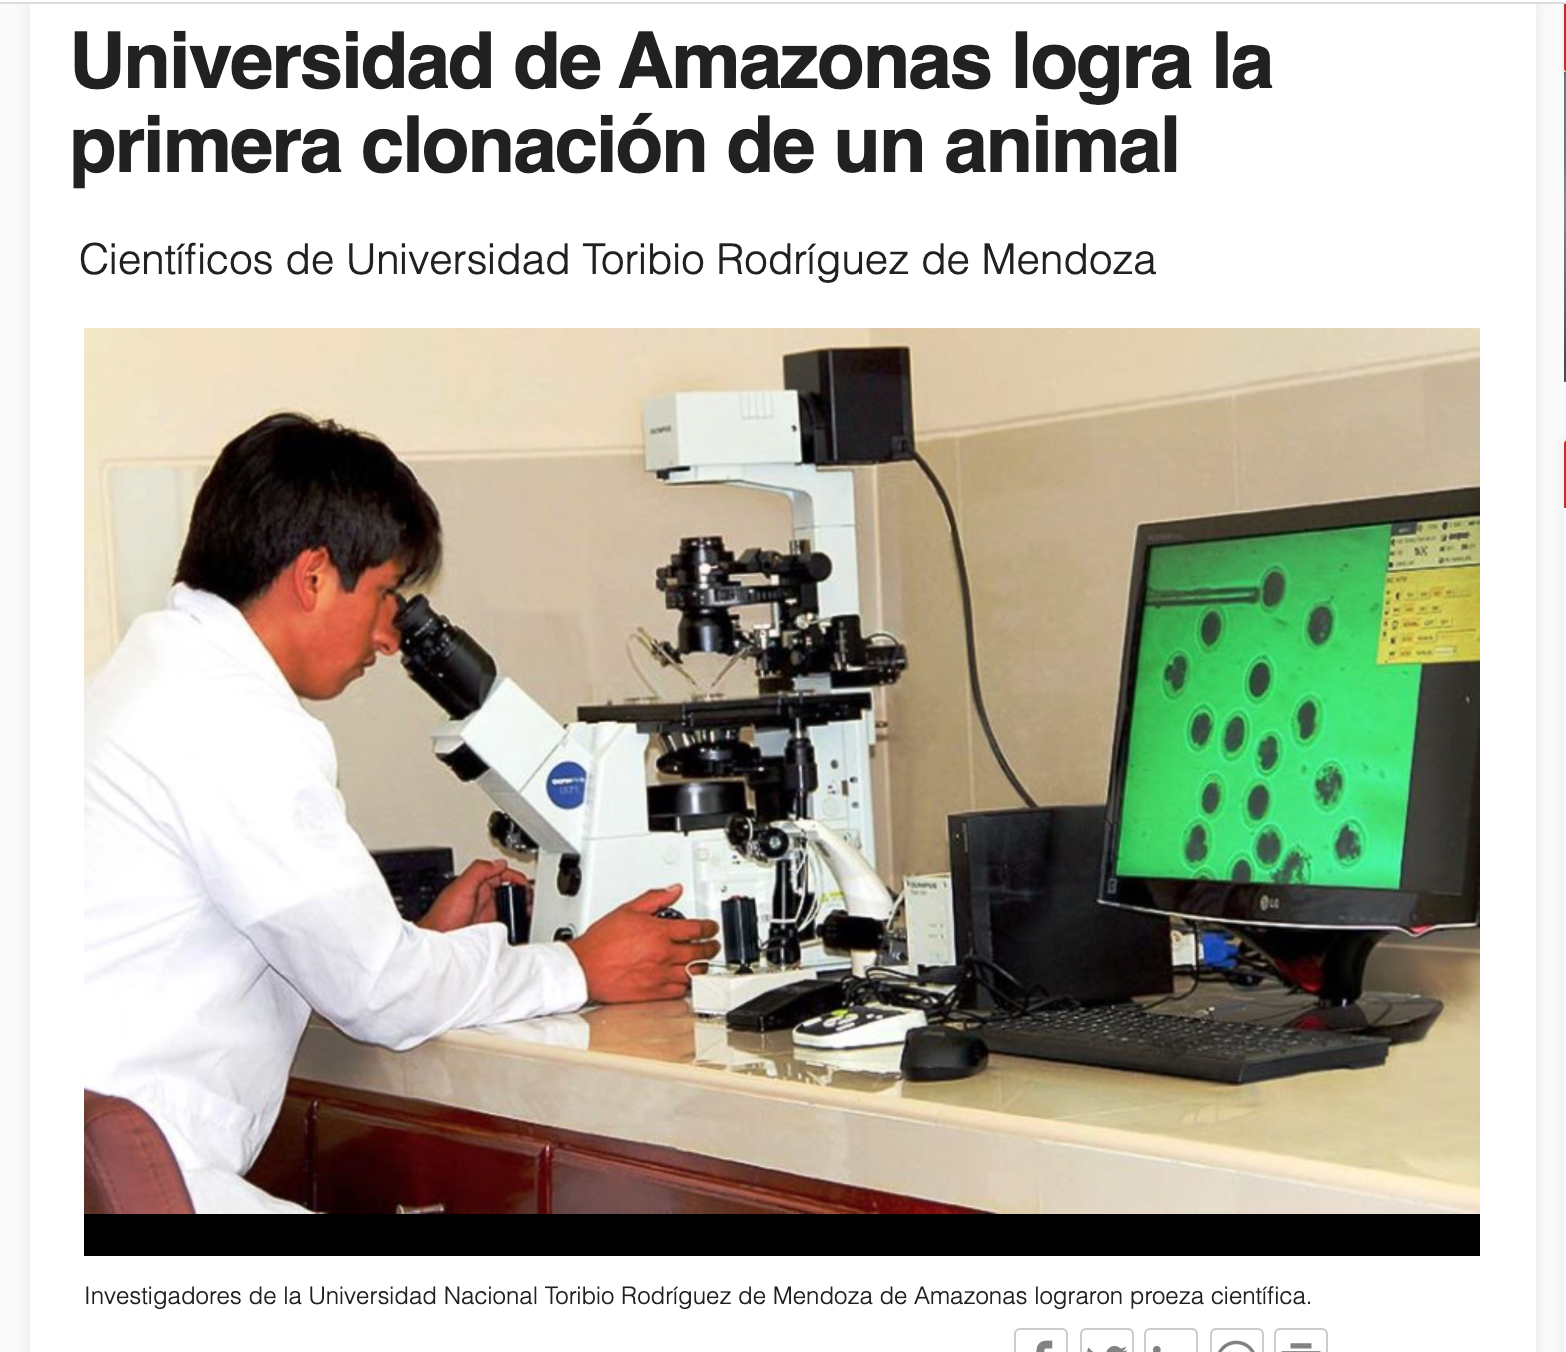 Universidad de Amazonas logra la
primera clonación de un animal
Científicos de Universidad Toribio Rodríguez de Mendoza
OLYMPUS
LG
Investigadores de la Universidad Nacional Toribio Rodríguez de Mendoza de Amazonas lograron proeza científica.